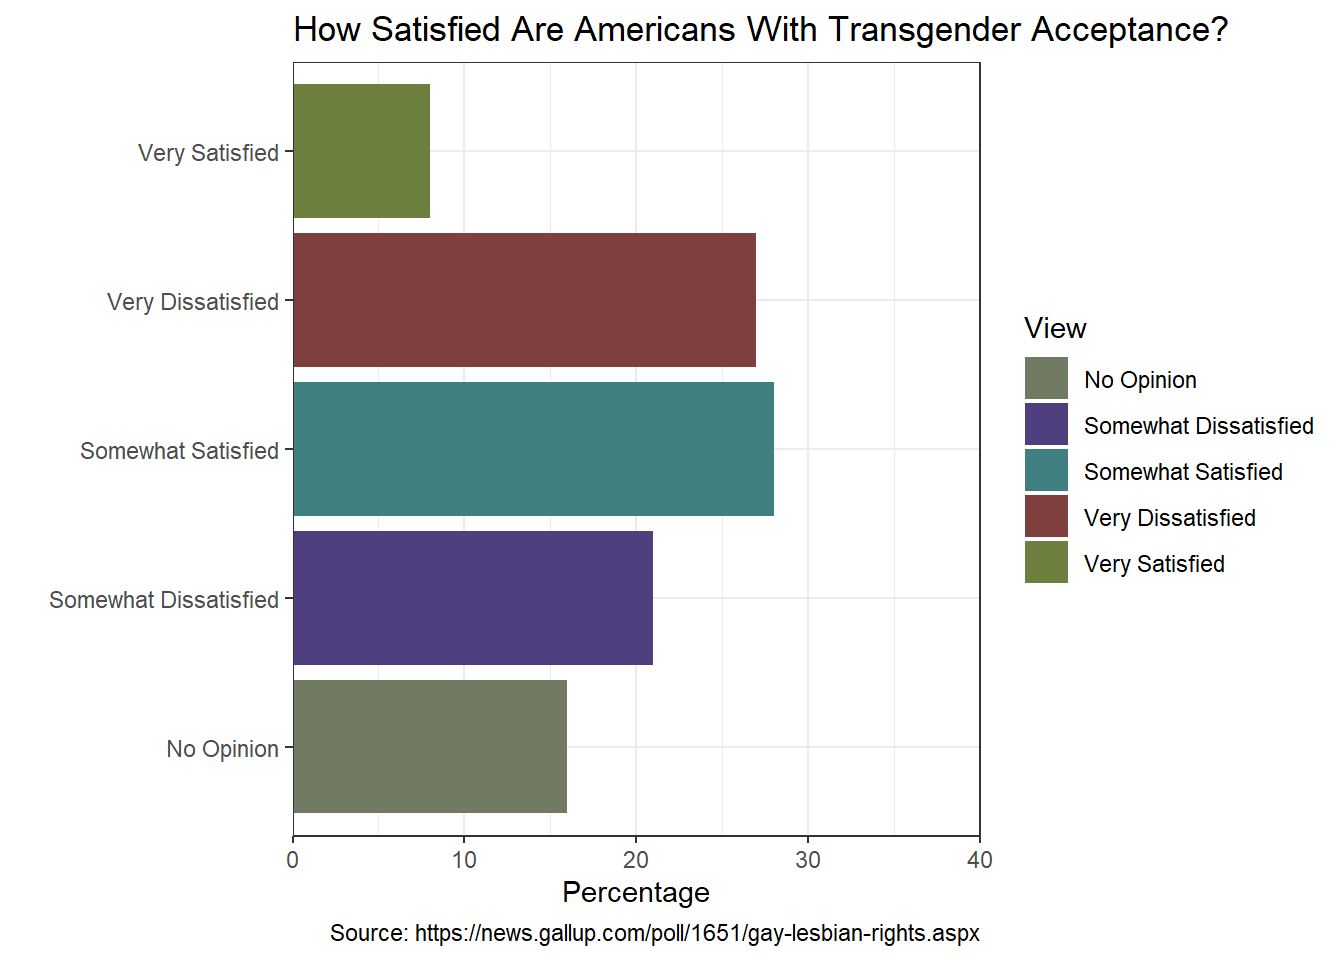 How Satisfied Are Americans With Transgender Acceptance?
Very Satisfied
Very Dissatisfied
Somewhat Satisfied
Somewhat Dissatisfied
No Opinion
0 10 20 30 40
Percentage
Source: https://news.gallup.com/poll/1651/gay-lesbian-rights.aspx
View
No Opinion
Somewhat Dissatisfied
Somewhat Satisfied
Very Dissatisfied
Very Satisfied